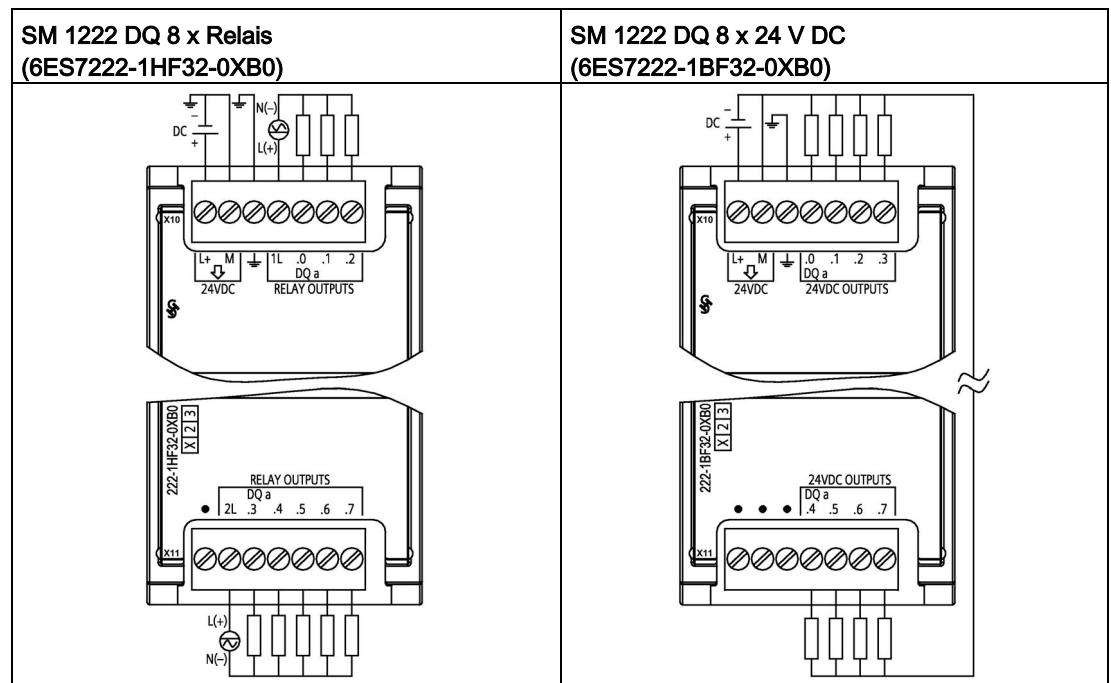 SM 1222 DQ 8 x Relais
(6ES7222-1HF32-0XB0)
N(–)
DC
–
+
L(+)
X10
L+ M 1L .0 .1 .2
DQ a
24VDC RELAY OUTPUTS
222-1HF32-0XB0
X 2 3
RELAY OUTPUTS
DQ a
2L .3 .4 .5 .6 .7
X11
L(+)
N(–)
SM 1222 DQ 8 x 24 V DC
(6ES7222-1BF32-0XB0)
DC
–
+
X10
L+ M .0 .1 .2 .3
DQ a
24VDC 24VDC OUTPUTS
222-1BF32-0XB0
X 2 3
24VDC OUTPUTS
DQ a
.4 .5 .6 .7
X11